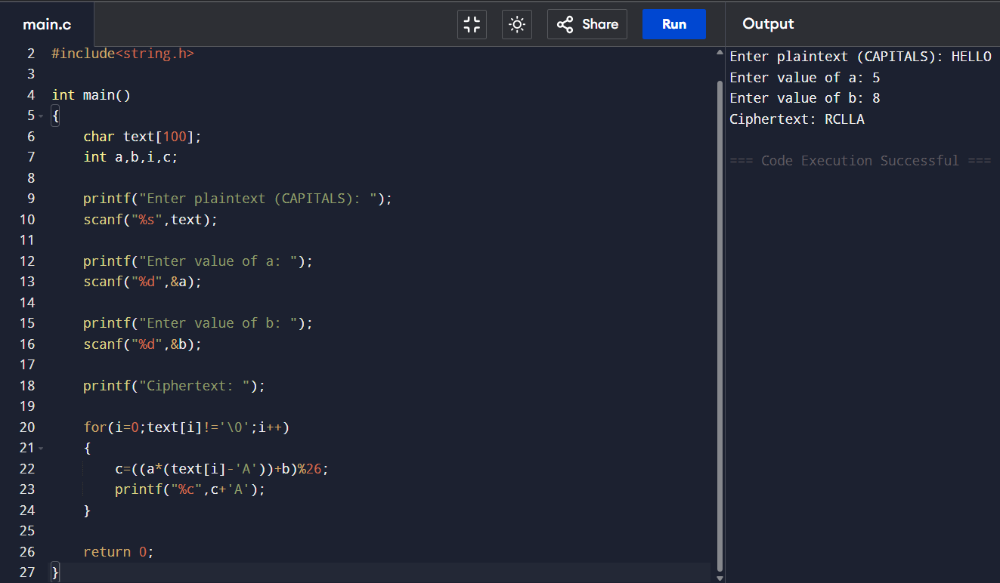 main.c
Share
Run
Output
2 #include<string.h>
3
4 int main()
5 {
6     char text[100];
7     int a,b,i,c;
8
9     printf("Enter plaintext (CAPITALS): ");
10     scanf("%s",text);
11
12     printf("Enter value of a: ");
13     scanf("%d",&a);
14
15     printf("Enter value of b: ");
16     scanf("%d",&b);
17
18     printf("Ciphertext: ");
19
20     for(i=0;text[i]!='\0';i++)
21     {
22         c=((a*(text[i]-'A'))+b)%26;
23         printf("%c",c+'A');
24     }
25
26     return 0;
27 }
Enter plaintext (CAPITALS): HELLO
Enter value of a: 5
Enter value of b: 8
Ciphertext: RCLLA
=== Code Execution Successful ===